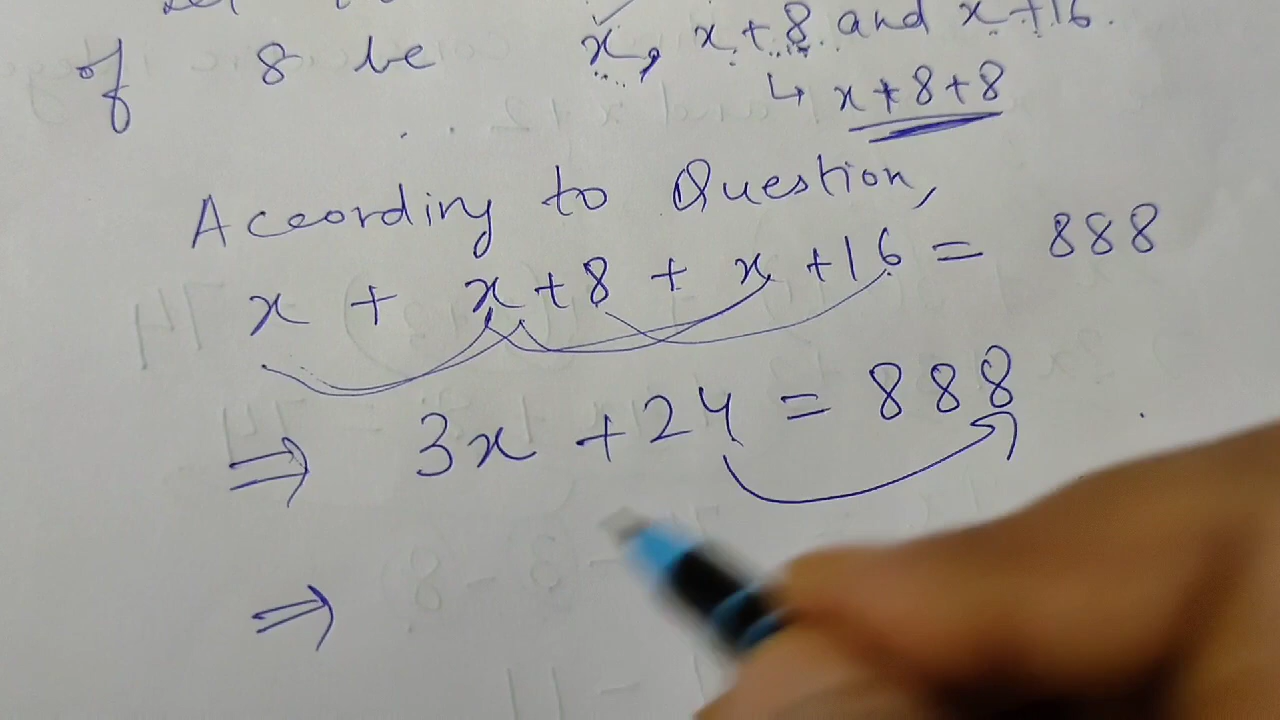 of 8 be x, x+8 and x+16.
↳ x+8+8
According to Question,
x + x+8 + x+16 = 888
⇒ 3x +24 = 888
⇒